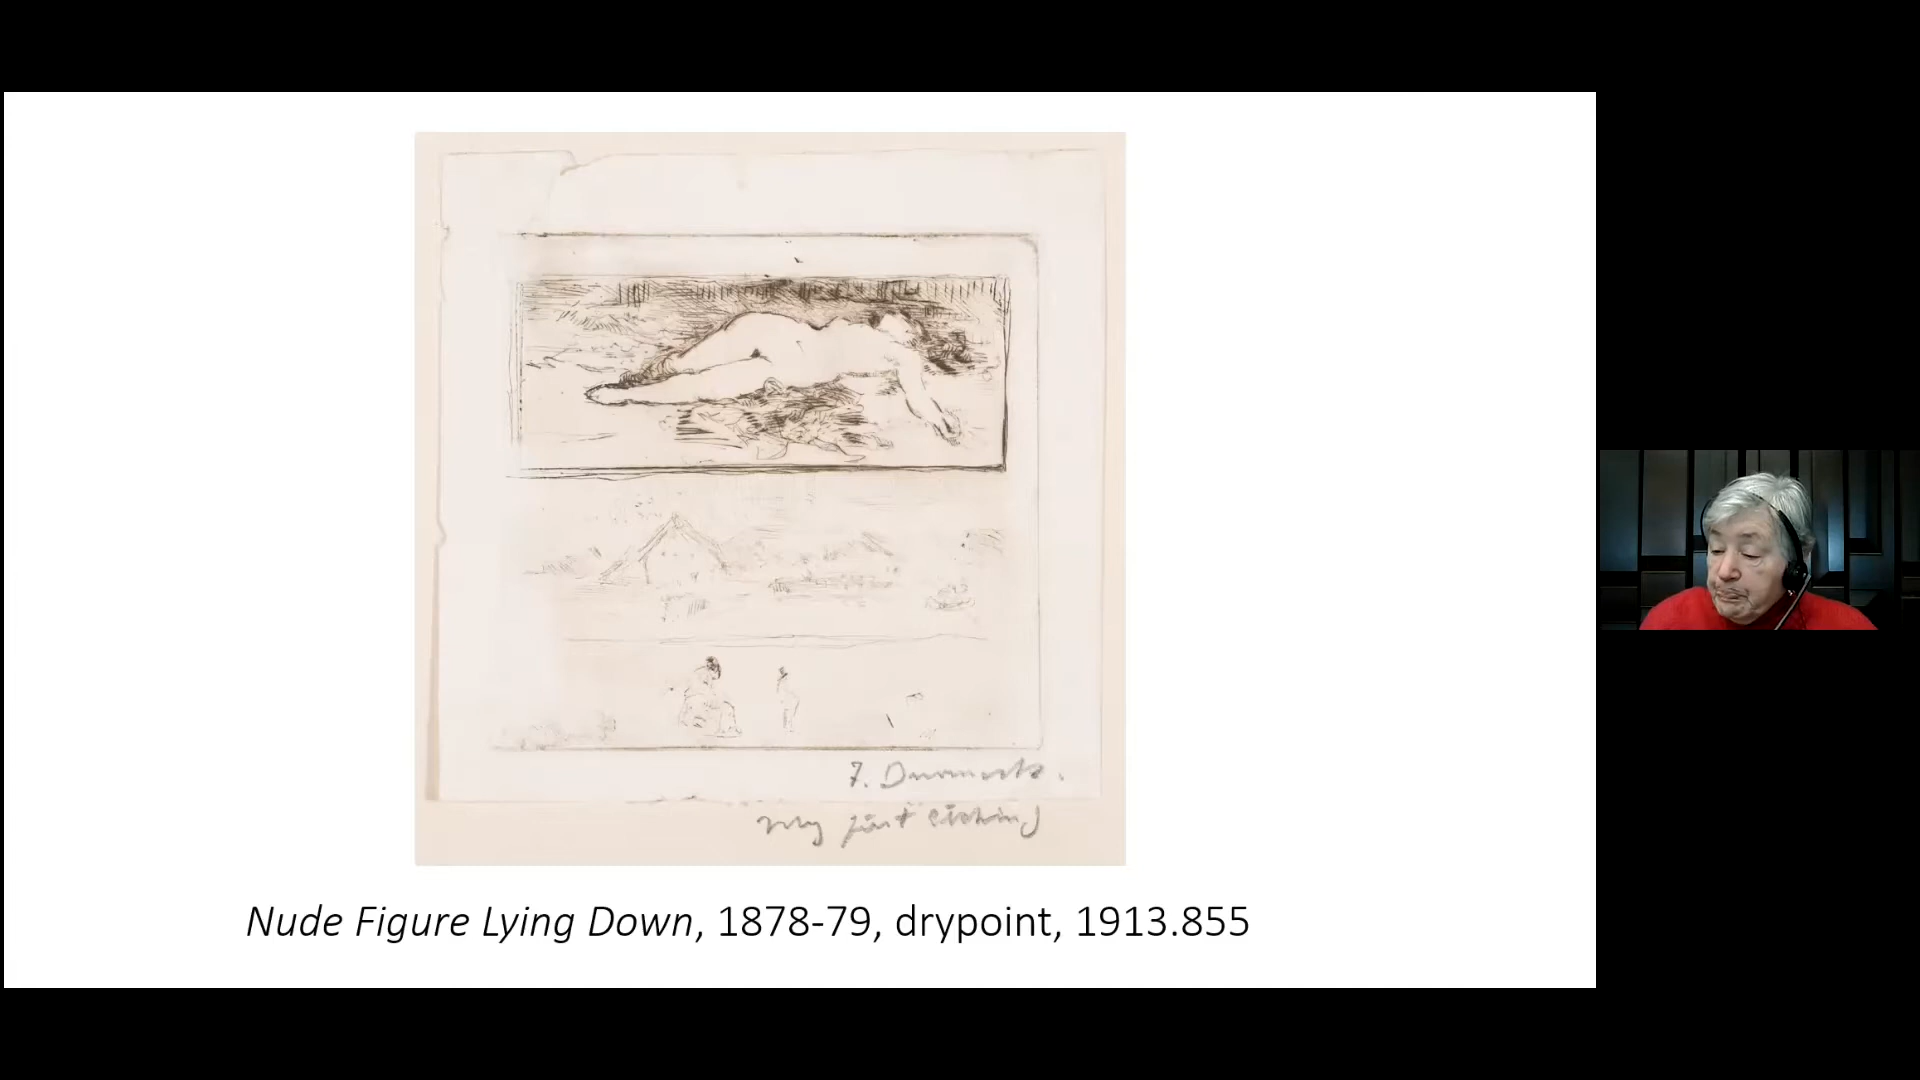 F. Duveneck.
My first etching
Nude Figure Lying Down, 1878-79, drypoint, 1913.855